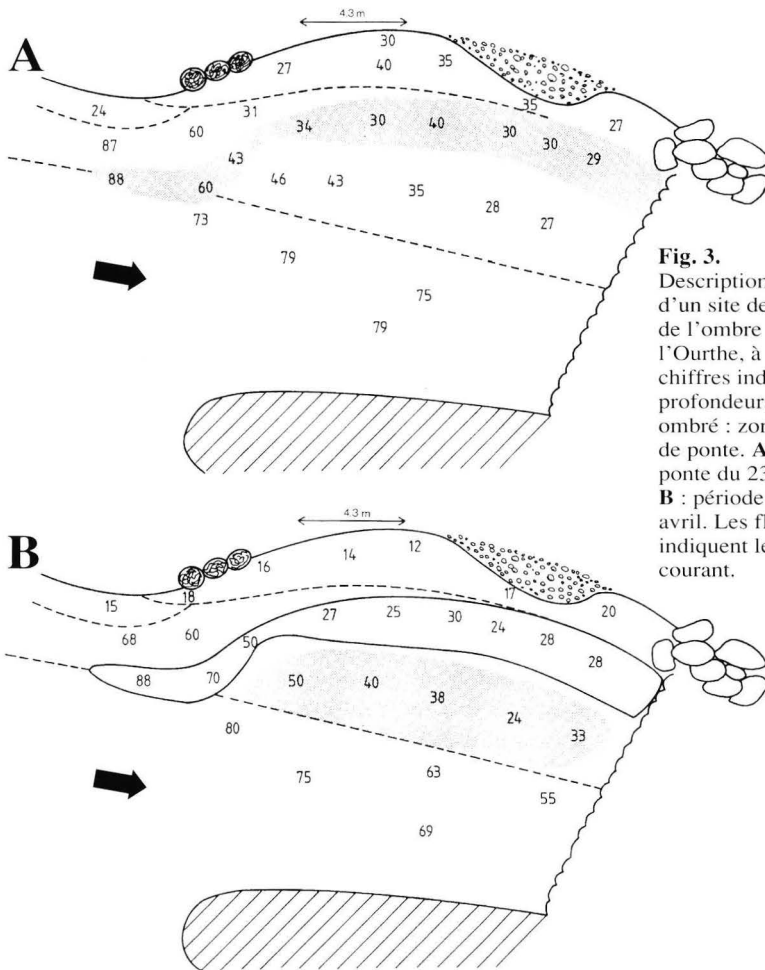 4.3 m
A
30
27 40 35
24 31 35 27
87 60 34 30 40 30 30
43 29
88 60 46 43 35 28 27
73
79
75
79
Fig. 3.
Description
d'un site de
de l'ombre
l'Ourthe, à
chiffres ind
profondeur
ombré : zon
de ponte. A
ponte du 23
B : période
avril. Les fl
indiquent le
courant.
4.3 m
B
16 14 12
15 18 17 20
68 60 50 27 25 30 24 28
28
88 70 50 40 38 24 33
80
75 63
55
69